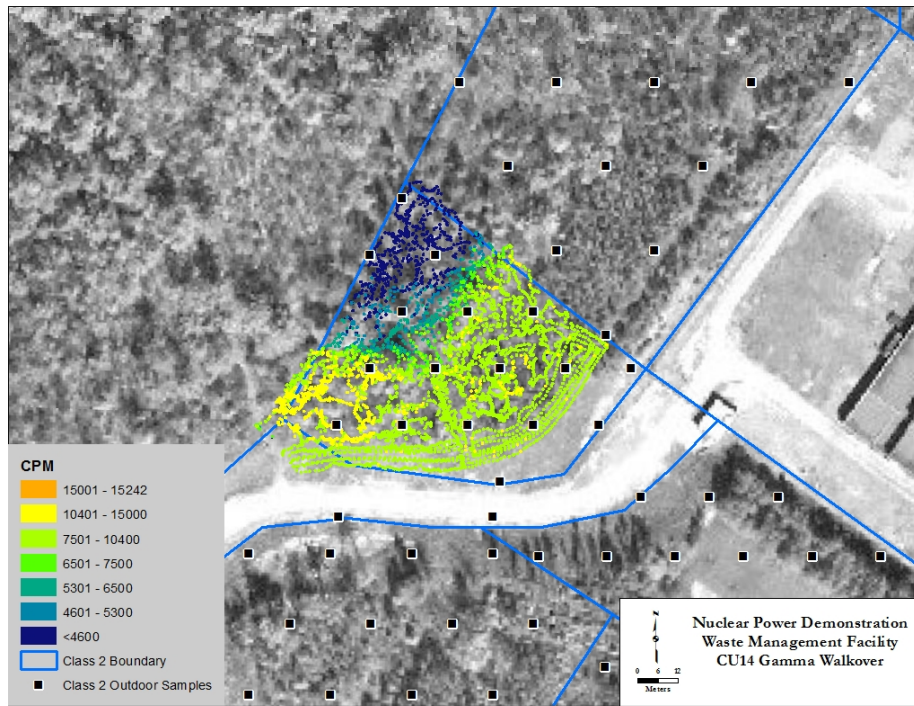 CPM
15001 - 15242
10401 - 15000
7501 - 10400
6501 - 7500
5301 - 6500
4601 - 5300
<4600
Class 2 Boundary
Class 2 Outdoor Samples
N
0 6 12
Meters
Nuclear Power Demonstration
Waste Management Facility
CU14 Gamma Walkover